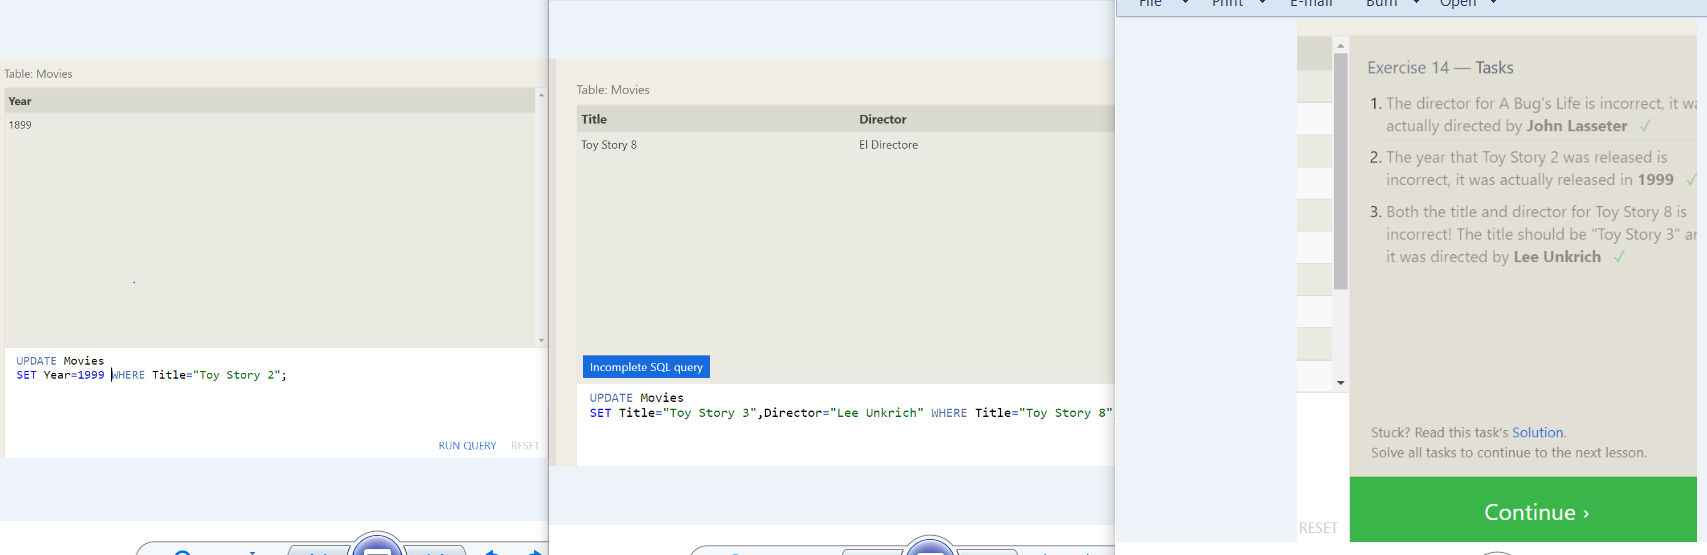 Table: Movies
Year
1899
UPDATE Movies
SET Year=1999 WHERE Title="Toy Story 2";
RUN QUERY RESET
Table: Movies
Title Director
Toy Story 8 El Directore
Incomplete SQL query
UPDATE Movies
SET Title="Toy Story 3",Director="Lee Unkrich" WHERE Title="Toy Story 8"
File Print E-mail Burn Open
Exercise 14 — Tasks
1. The director for A Bug's Life is incorrect, it wa
actually directed by John Lasseter ✓
2. The year that Toy Story 2 was released is
incorrect, it was actually released in 1999 ✓
3. Both the title and director for Toy Story 8 is
incorrect! The title should be "Toy Story 3" an
it was directed by Lee Unkrich ✓
Stuck? Read this task's Solution.
Solve all tasks to continue to the next lesson.
RESET
Continue ›